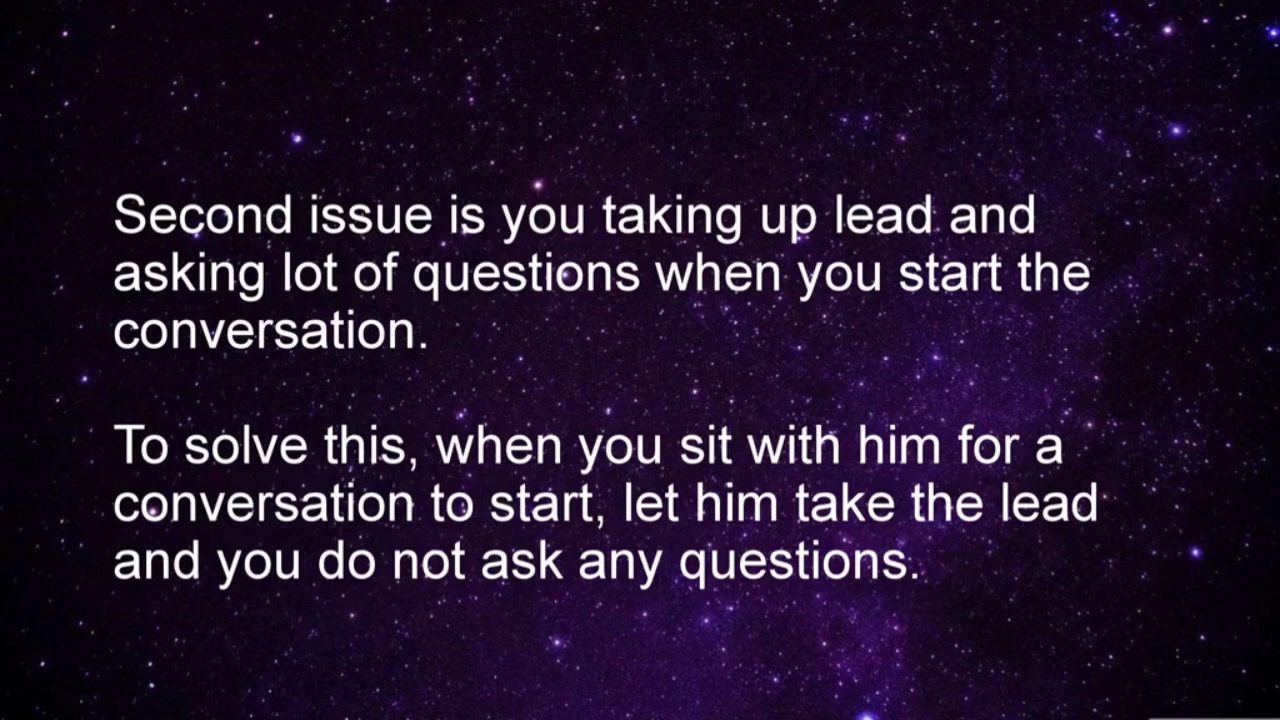 Second issue is you taking up lead and
asking lot of questions when you start the
conversation.
To solve this, when you sit with him for a
conversation to start, let him take the lead
and you do not ask any questions.